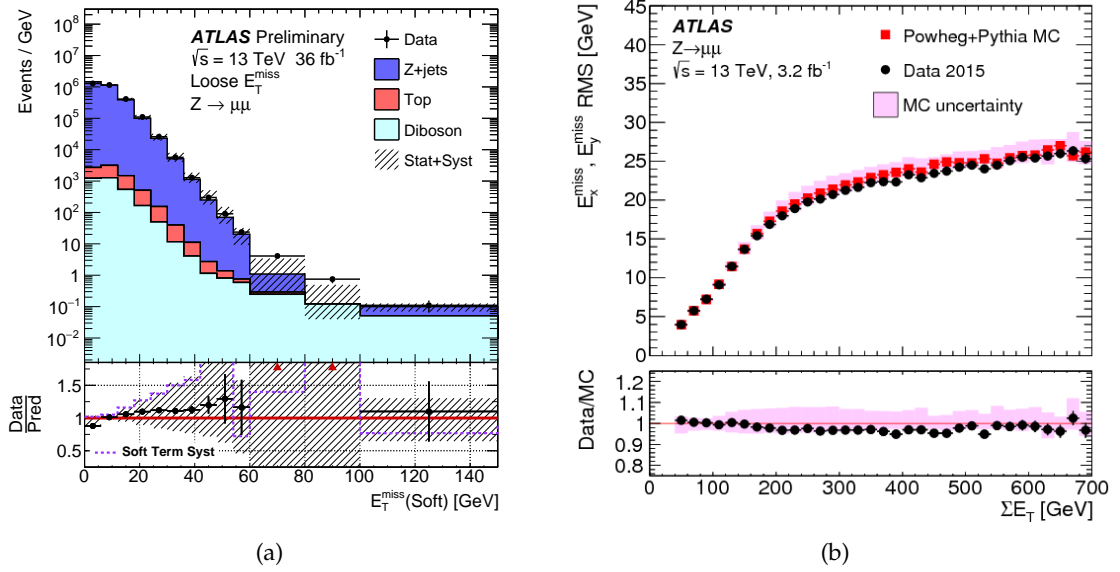 Events / GeV
10⁸
10⁷
10⁶
10⁵
10⁴
10³
10²
10
1
10⁻¹
10⁻²
ATLAS Preliminary
√s = 13 TeV 36 fb⁻¹
Loose E_T^miss
Z → μμ
Data
Z+jets
Top
Diboson
Stat+Syst
Data
Pred
1.5
1
0.5
Soft Term Syst
0 20 40 60 80 100 120 140
E_T^miss(Soft) [GeV]
(a)
E_x^miss , E_y^miss RMS [GeV]
45
40
35
30
25
20
15
10
5
0
ATLAS
Z→μμ
√s = 13 TeV, 3.2 fb⁻¹
Powheg+Pythia MC
Data 2015
MC uncertainty
Data/MC
1.2
1.1
1
0.9
0.8
0 100 200 300 400 500 600 700
ΣE_T [GeV]
(b)